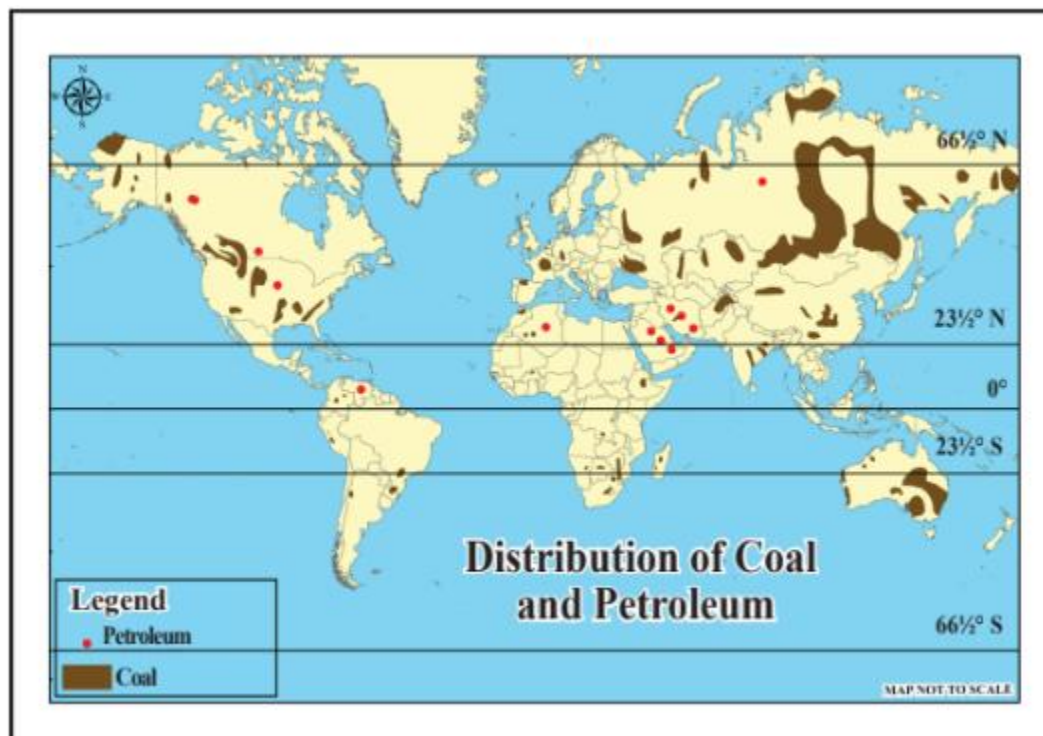 N
W E
S
66½° N
23½° N
0°
23½° S
66½° S
Distribution of Coal
and Petroleum
Legend
Petroleum
Coal
MAP NOT TO SCALE